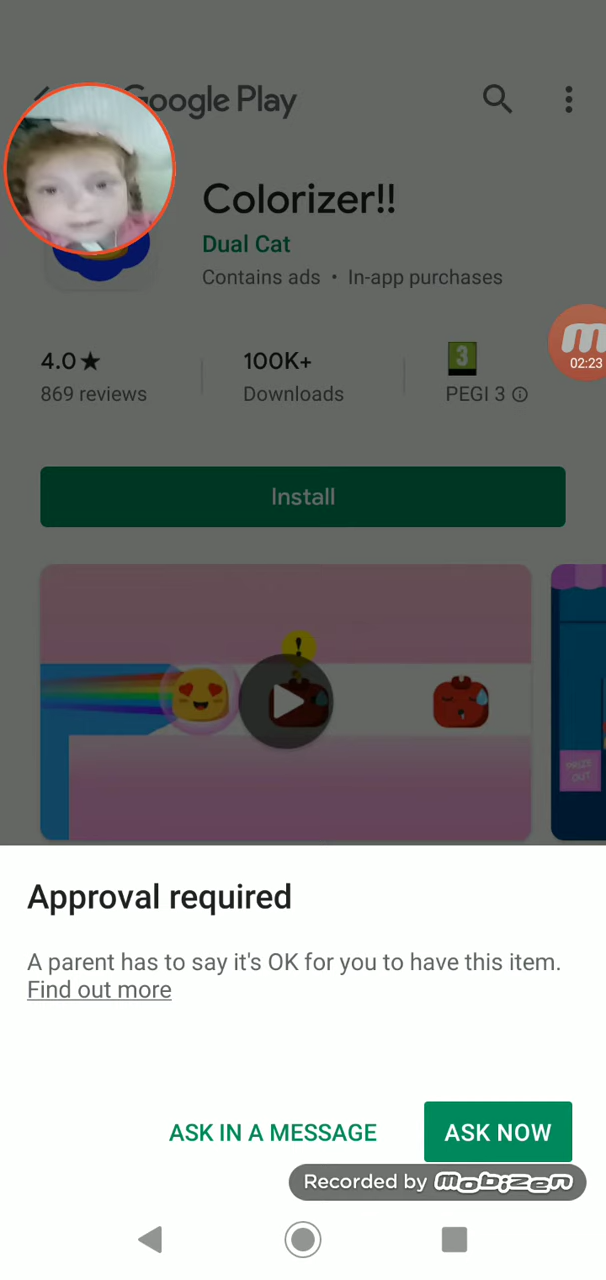 Google Play
Colorizer!!
Dual Cat
Contains ads • In-app purchases
4.0★
869 reviews
100K+
Downloads
3
PEGI 3
m
02:23
Install
!
PRIZE
OUT
Approval required
A parent has to say it's OK for you to have this item.
Find out more
ASK IN A MESSAGE
ASK NOW
Recorded by mobizen